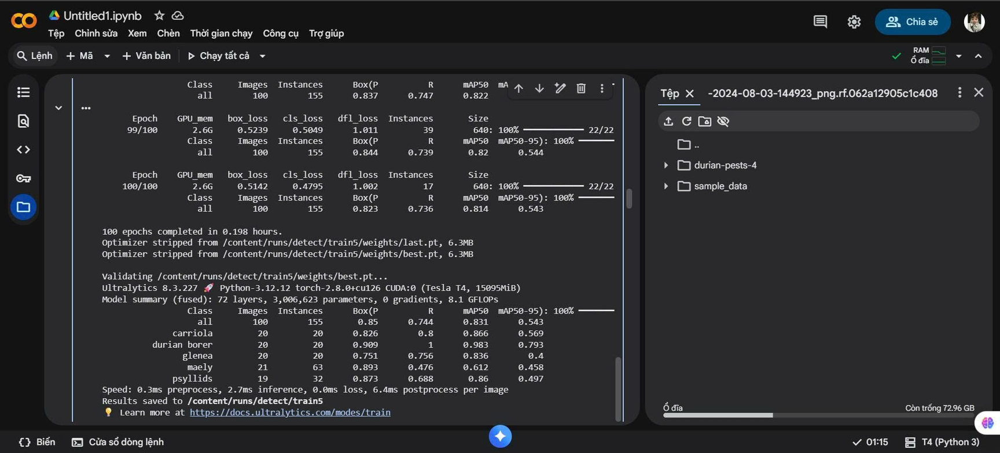 Untitled1.ipynb
Tệp Chỉnh sửa Xem Chèn Thời gian chạy Công cụ Trợ giúp
Chia sẻ
Lệnh + Mã + Văn bản Chạy tất cả
RAM
Ổ đĩa
Class Images Instances Box(P R mAP50 mA
all 100 155 0.837 0.747 0.822
...
Epoch GPU_mem box_loss cls_loss dfl_loss Instances Size
99/100 2.6G 0.5239 0.5049 1.011 39 640: 100% 22/22
Class Images Instances Box(P R mAP50 mAP50-95): 100%
all 100 155 0.844 0.739 0.82 0.544
Epoch GPU_mem box_loss cls_loss dfl_loss Instances Size
100/100 2.6G 0.5142 0.4795 1.002 17 640: 100% 22/22
Class Images Instances Box(P R mAP50 mAP50-95): 100%
all 100 155 0.823 0.736 0.814 0.543
100 epochs completed in 0.198 hours.
Optimizer stripped from /content/runs/detect/train5/weights/last.pt, 6.3MB
Optimizer stripped from /content/runs/detect/train5/weights/best.pt, 6.3MB
Validating /content/runs/detect/train5/weights/best.pt...
Ultralytics 8.3.227 🚀 Python-3.12.12 torch-2.8.0+cu126 CUDA:0 (Tesla T4, 15095MiB)
Model summary (fused): 72 layers, 3,006,623 parameters, 0 gradients, 8.1 GFLOPs
Class Images Instances Box(P R mAP50 mAP50-95): 100%
all 100 155 0.85 0.744 0.831 0.543
carriola 20 20 0.826 0.8 0.866 0.569
durian borer 20 20 0.909 1 0.983 0.793
glenea 20 20 0.751 0.756 0.836 0.4
maely 21 63 0.893 0.476 0.612 0.458
psyllids 19 32 0.873 0.688 0.86 0.497
Speed: 0.3ms preprocess, 2.7ms inference, 0.0ms loss, 6.4ms postprocess per image
Results saved to /content/runs/detect/train5
💡 Learn more at https://docs.ultralytics.com/modes/train
Tệp -2024-08-03-144923_png.rf.062a12905c1c408
..
durian-pests-4
sample_data
Ổ đĩa Còn trống 72.96 GB
{} Biến Cửa sổ dòng lệnh 01:15 T4 (Python 3)